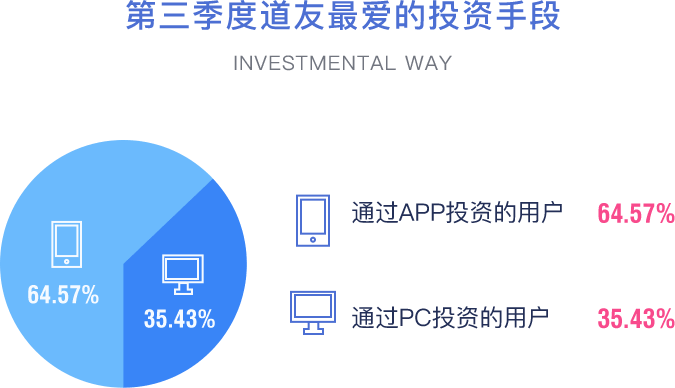 第三季度道友最爱的投资手段
INVESTMENTAL WAY
64.57%
35.43%
通过APP投资的用户 64.57%
通过PC投资的用户 35.43%